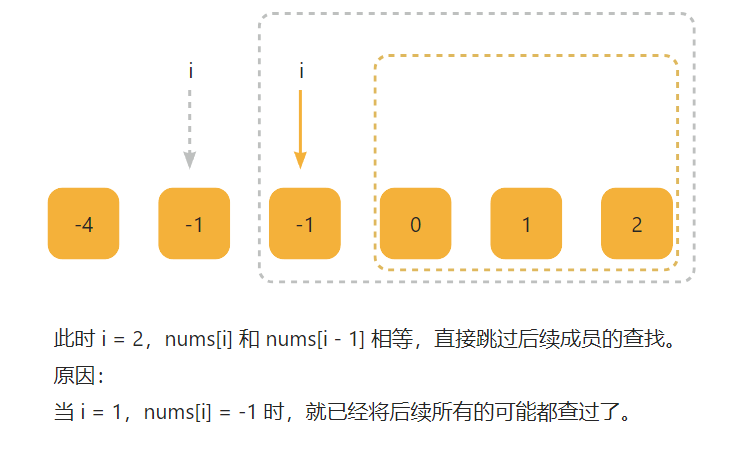 i i
-4 -1 -1 0 1 2
此时 i = 2，nums[i] 和 nums[i - 1] 相等，直接跳过后续成员的查找。
原因：
当 i = 1，nums[i] = -1 时，就已经将后续所有的可能都查过了。